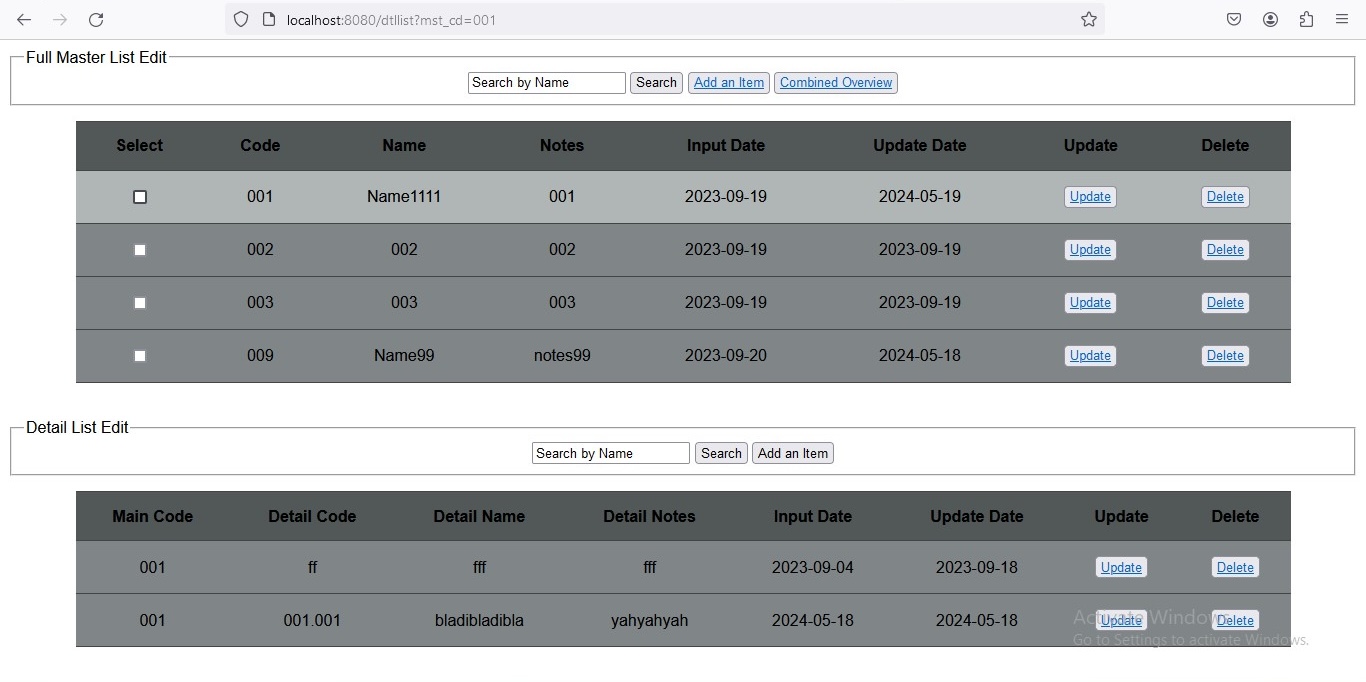 localhost:8080/dtllist?mst_cd=001
Full Master List Edit
Search by Name Search Add an Item Combined Overview
Select Code Name Notes Input Date Update Date Update Delete
001 Name1111 001 2023-09-19 2024-05-19 Update Delete
002 002 002 2023-09-19 2023-09-19 Update Delete
003 003 003 2023-09-19 2023-09-19 Update Delete
009 Name99 notes99 2023-09-20 2024-05-18 Update Delete
Detail List Edit
Search by Name Search Add an Item
Main Code Detail Code Detail Name Detail Notes Input Date Update Date Update Delete
001 ff fff fff 2023-09-04 2023-09-18 Update Delete
001 001.001 bladibladibla yahyahyah 2024-05-18 2024-05-18 Update Delete
Activate Windows
Go to Settings to activate Windows.